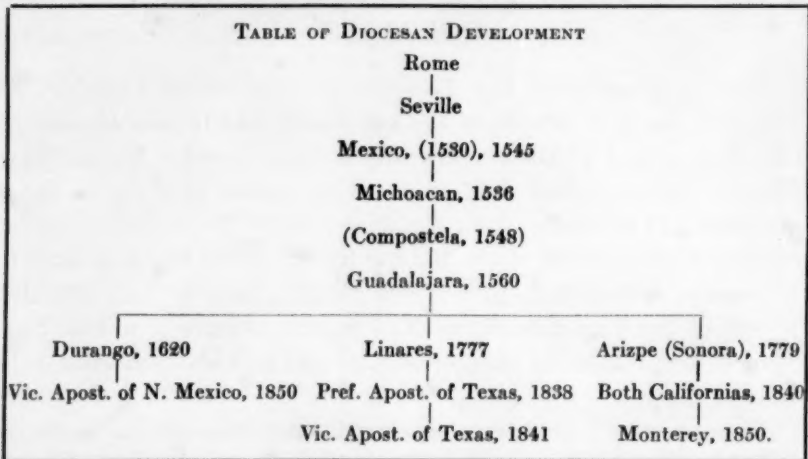 TABLE OF DIOCESAN DEVELOPMENT
Rome
Seville
Mexico, (1530), 1545
Michoacan, 1536
(Compostela, 1548)
Guadalajara, 1560
Durango, 1620 Linares, 1777 Arizpe (Sonora), 1779
Vic. Apost. of N. Mexico, 1850 Pref. Apost. of Texas, 1838 Both Californias, 1840
Vic. Apost. of Texas, 1841 Monterey, 1850.